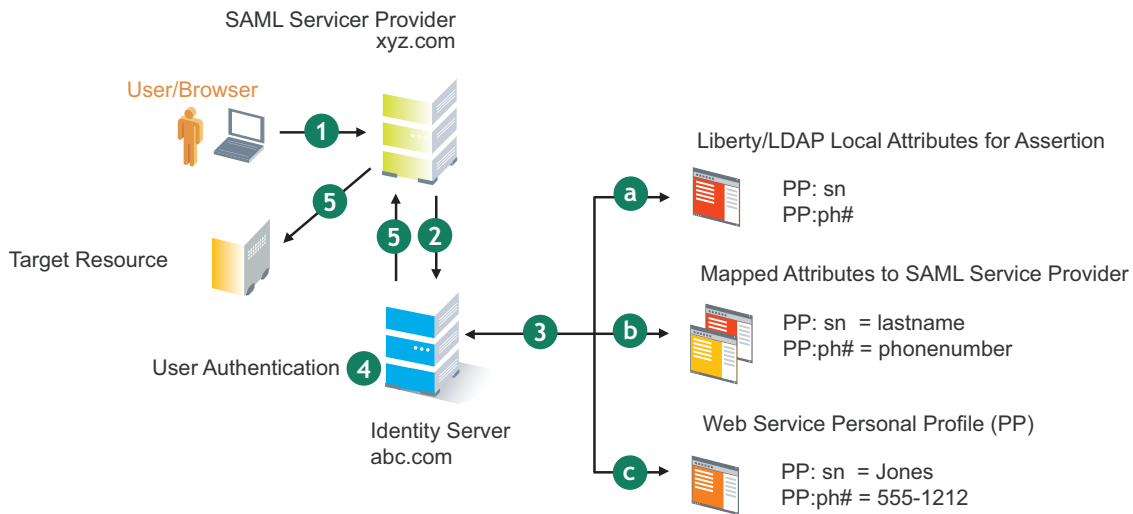 SAML Servicer Provider
xyz.com
User/Browser
1
5
5
2
Target Resource
User Authentication
4
Identity Server
abc.com
3
a
Liberty/LDAP Local Attributes for Assertion
PP: sn
PP:ph#
b
Mapped Attributes to SAML Service Provider
PP: sn = lastname
PP:ph# = phonenumber
c
Web Service Personal Profile (PP)
PP: sn = Jones
PP:ph# = 555-1212